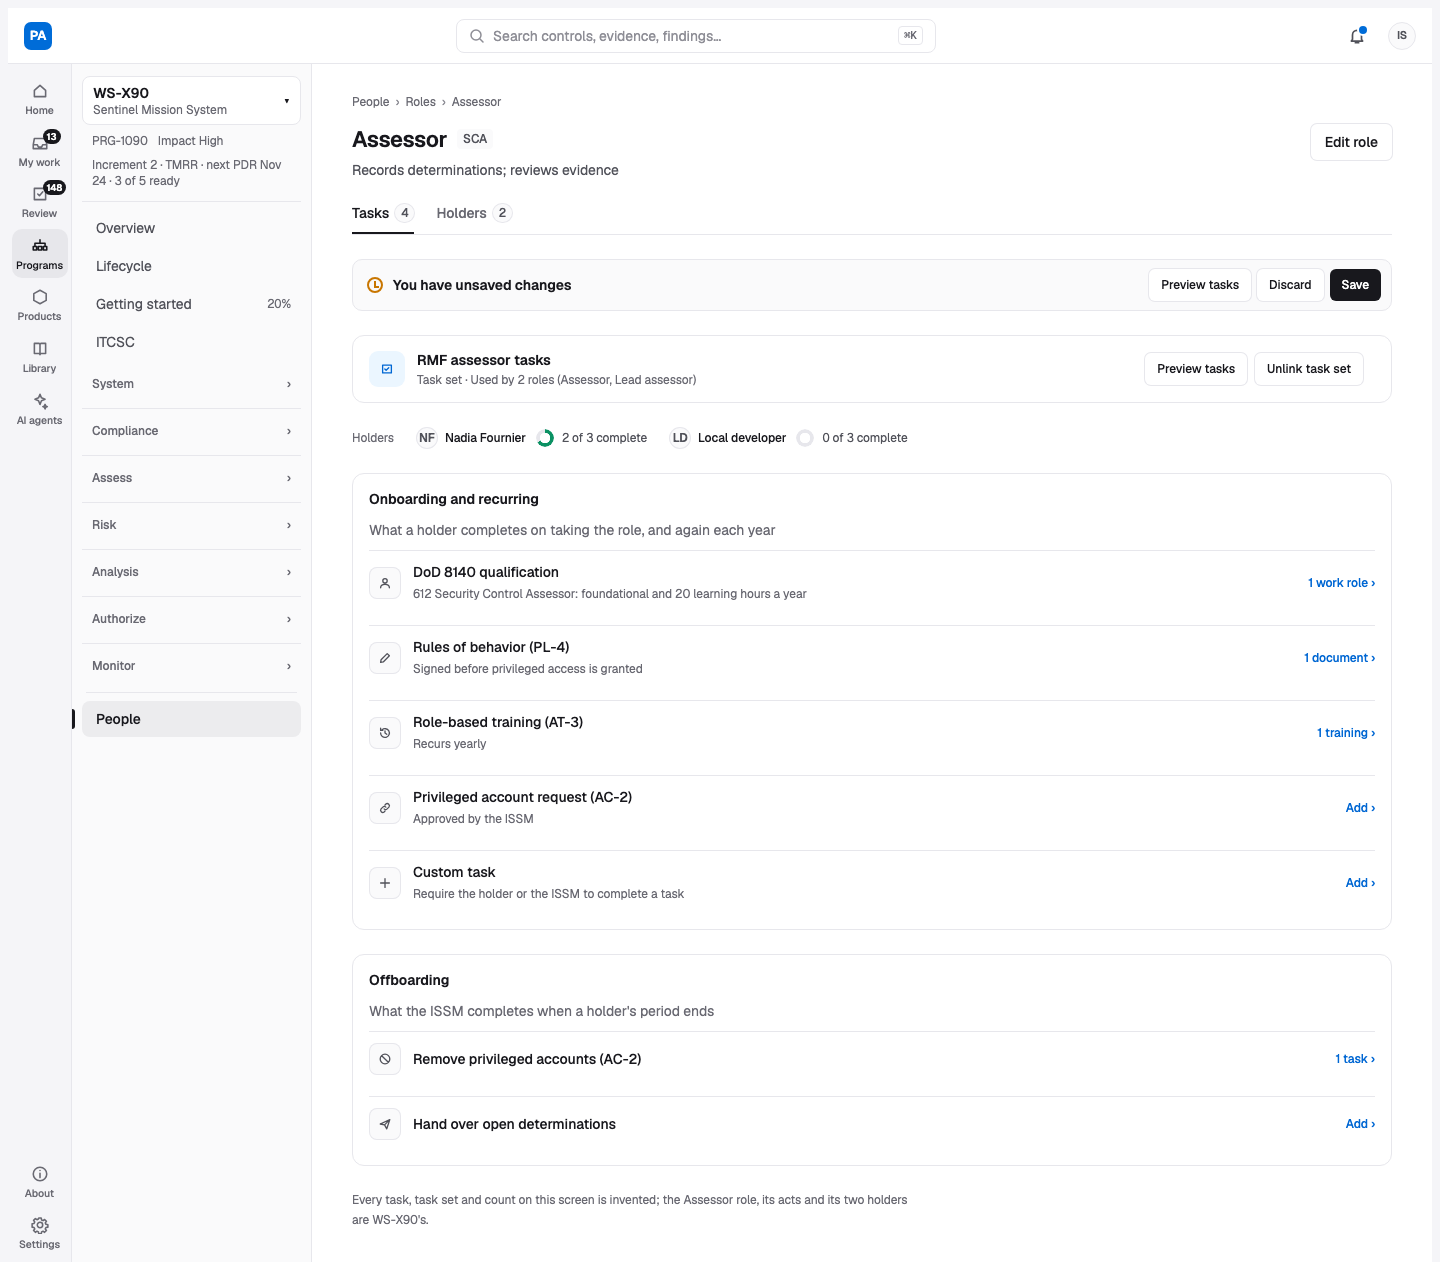 PA
Search controls, evidence, findings...
⌘K
IS
Home
13
My work
148
Review
Programs
Products
Library
AI agents
About
Settings
WS-X90
Sentinel Mission System
PRG-1090 Impact High
Increment 2 · TMRR · next PDR Nov
24 · 3 of 5 ready
Overview
Lifecycle
Getting started 20%
ITCSC
System
Compliance
Assess
Risk
Analysis
Authorize
Monitor
People
People › Roles › Assessor
Assessor SCA
Edit role
Records determinations; reviews evidence
Tasks 4 Holders 2
You have unsaved changes
Preview tasks Discard Save
RMF assessor tasks
Task set · Used by 2 roles (Assessor, Lead assessor)
Preview tasks Unlink task set
Holders NF Nadia Fournier 2 of 3 complete LD Local developer 0 of 3 complete
Onboarding and recurring
What a holder completes on taking the role, and again each year
DoD 8140 qualification
612 Security Control Assessor: foundational and 20 learning hours a year
1 work role ›
Rules of behavior (PL-4)
Signed before privileged access is granted
1 document ›
Role-based training (AT-3)
Recurs yearly
1 training ›
Privileged account request (AC-2)
Approved by the ISSM
Add ›
Custom task
Require the holder or the ISSM to complete a task
Add ›
Offboarding
What the ISSM completes when a holder's period ends
Remove privileged accounts (AC-2)
1 task ›
Hand over open determinations
Add ›
Every task, task set and count on this screen is invented; the Assessor role, its acts and its two holders
are WS-X90's.